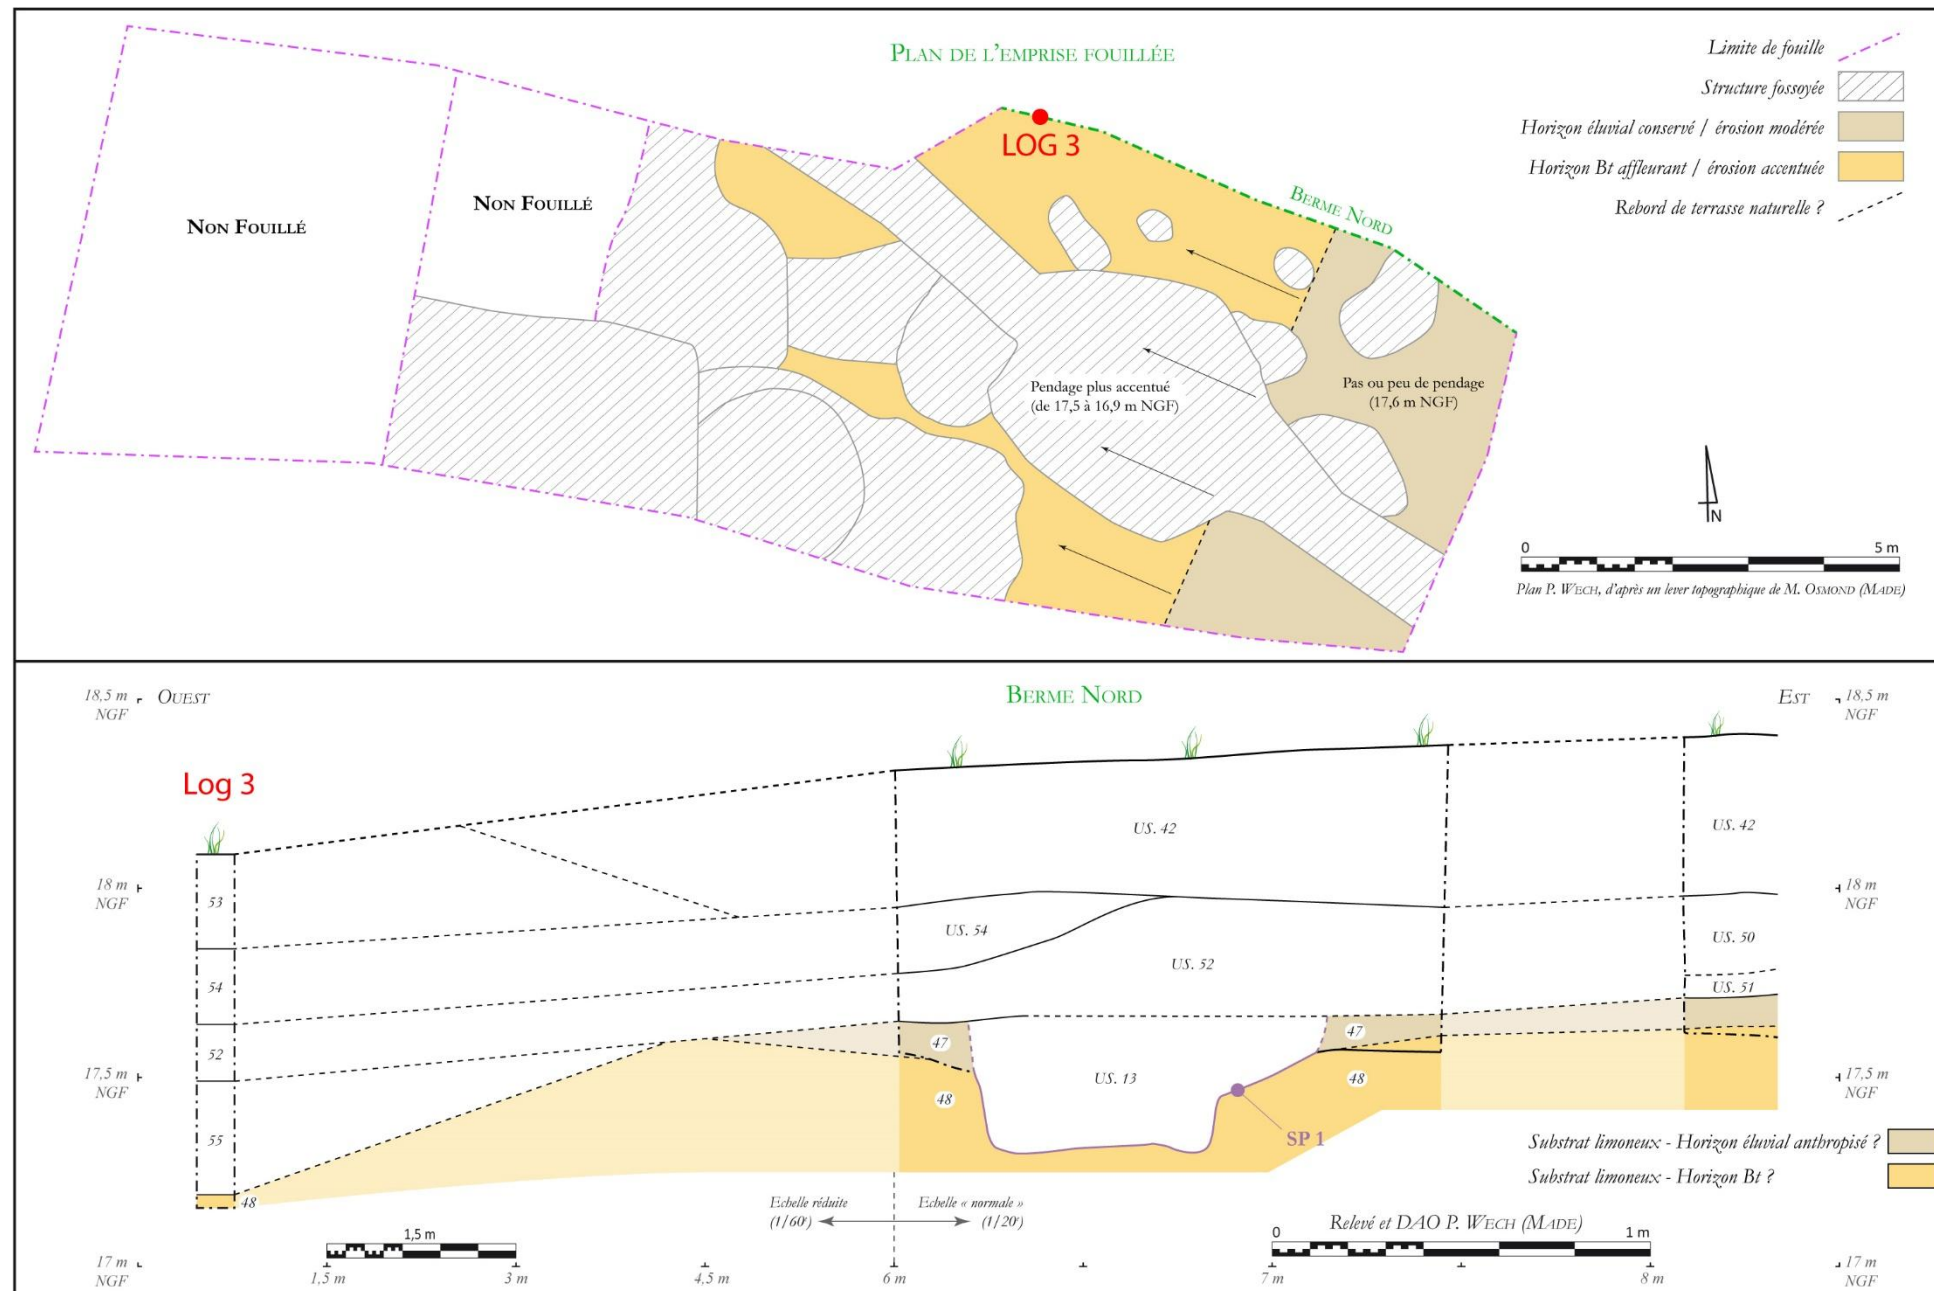 PLAN DE L'EMPRISE FOUILLÉE
Limite de fouille
Structure fossoyée
Horizon éluvial conservé / érosion modérée
Horizon Bt affleurant / érosion accentuée
Rebord de terrasse naturelle ?
LOG 3
BERME NORD
NON FOUILLÉ
NON FOUILLÉ
Pendage plus accentué
(de 17,5 à 16,9 m NGF)
Pas ou peu de pendage
(17,6 m NGF)
N
0 5 m
Plan P. WECH, d'après un lever topographique de M. OSMOND (MADE)
18,5 m
NGF
OUEST
BERME NORD
EST
18,5 m
NGF
Log 3
US. 42
US. 42
18 m
NGF
18 m
NGF
53
US. 54
US. 52
US. 50
54
US. 51
52
47
47
17,5 m
NGF
17,5 m
NGF
US. 13
48
48
55
SP 1
48
Substrat limoneux - Horizon éluvial anthropisé ?
Substrat limoneux - Horizon Bt ?
Echelle réduite
(1/60e)
Echelle « normale »
(1/20e)
1,5 m
Relevé et DAO P. WECH (MADE)
0 1 m
17 m
NGF
1,5 m 3 m 4,5 m 6 m 7 m 8 m
17 m
NGF